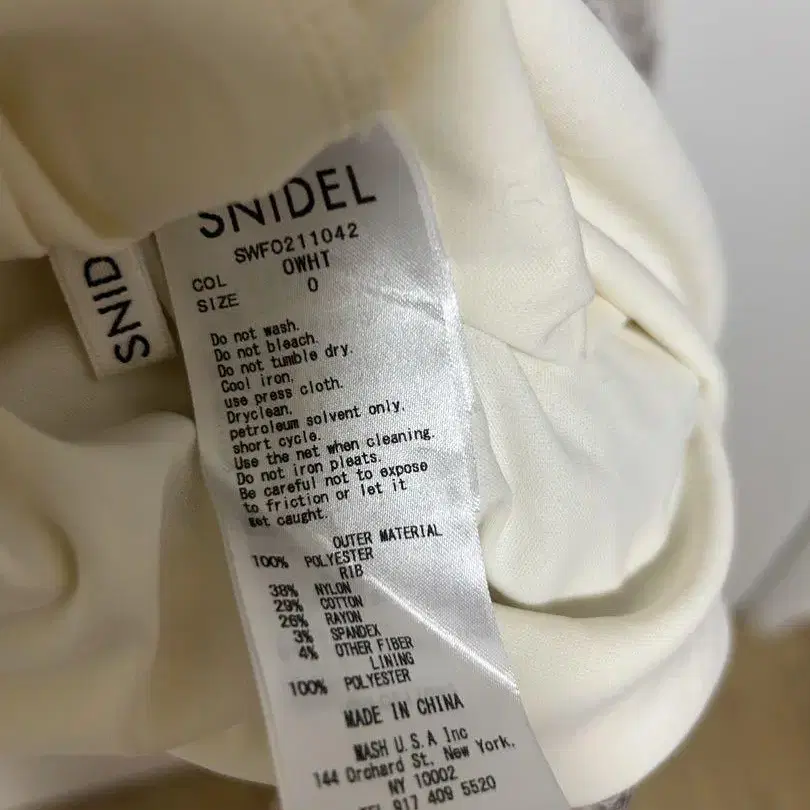 SNIDEL
SWFO211042
COL OWHT
SIZE 0
Do not wash.
Do not bleach.
Do not tumble dry.
Cool iron.
use press cloth.
Dryclean.
petroleum solvent only.
short cycle.
Use the net when cleaning.
Do not iron pleats.
Be careful not to expose
to friction or let it
get caught.
OUTER MATERIAL
100% POLYESTER
RIB
38% NYLON
29% COTTON
26% RAYON
3% SPANDEX
4% OTHER FIBER
LINING
100% POLYESTER
MADE IN CHINA
MASH U.S.A Inc
144 Orchard St. New York,
NY 10002
TEL 917 409 5520
SNID